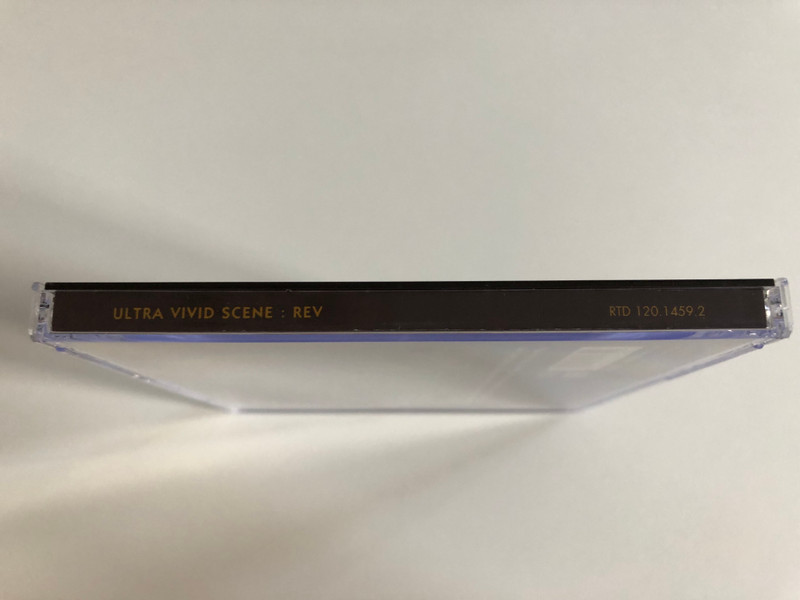 ULTRA VIVID SCENE : REV
RTD 120.1459.2